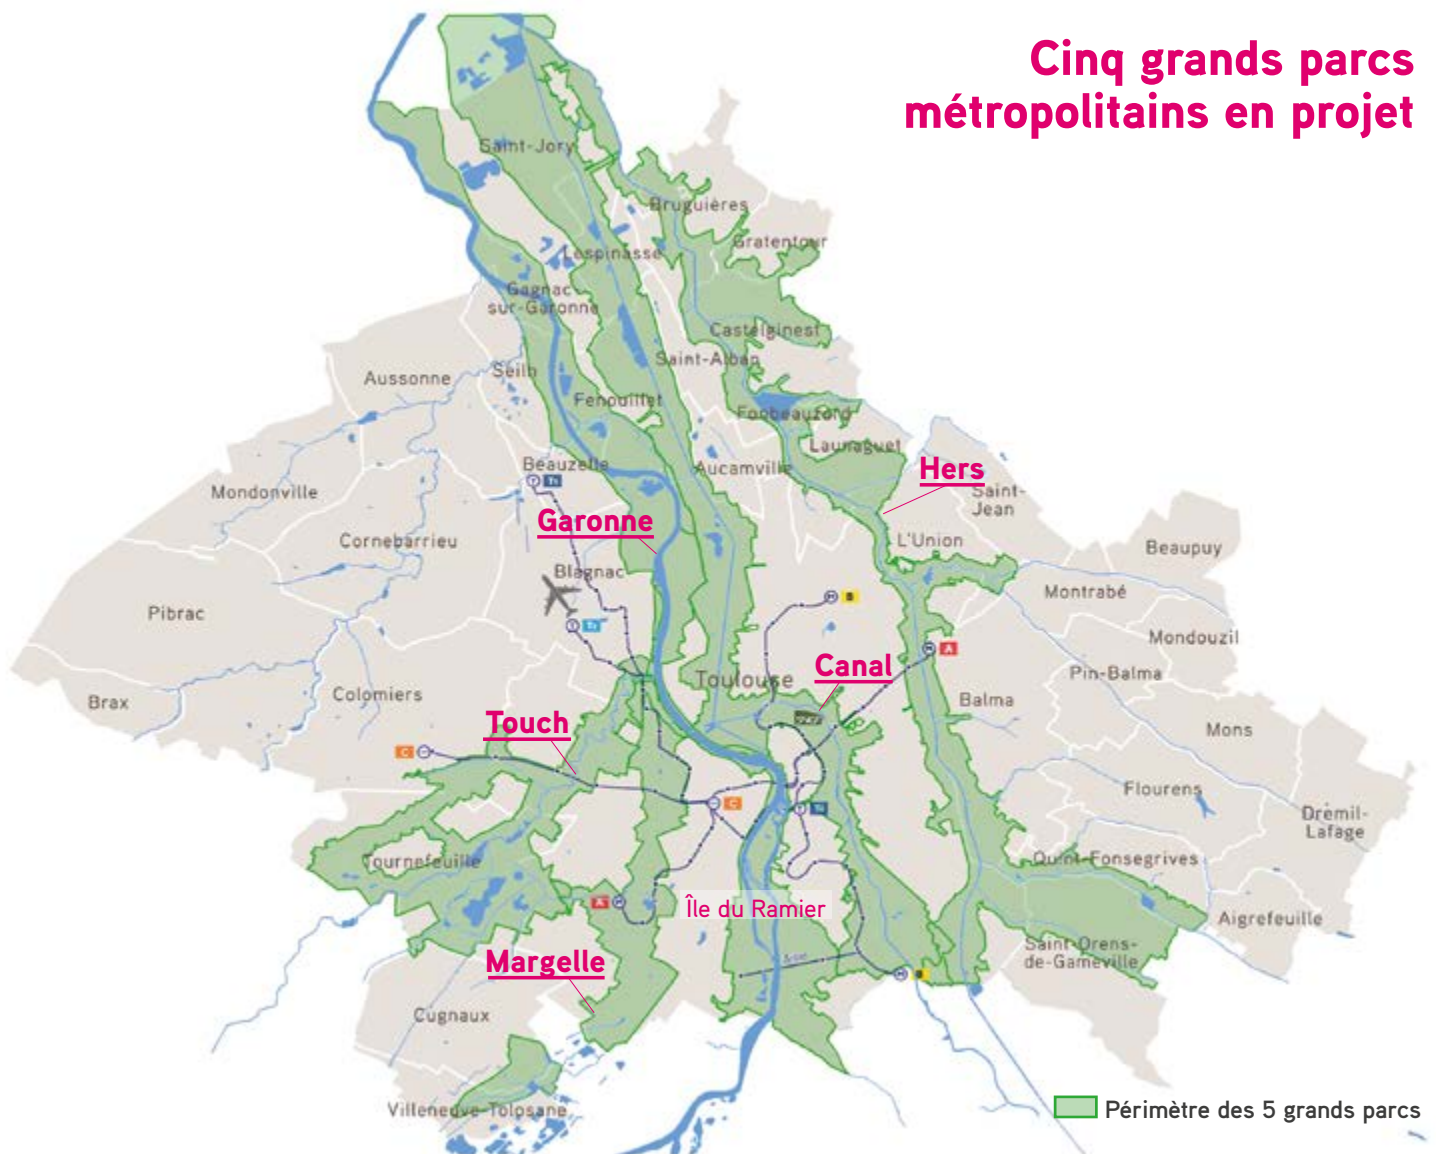 Cinq grands parcs
métropolitains en projet
Saint-Jory
Bruguières
Gratentour
Lespinasse
Gagnac-
sur-Garonne
Castelginest
Saint-Alban
Seilh
Aussonne
Fenouillet
Fonbeauzard
Launaguet
Beauzelle
Aucamville
Hers
Mondonville
T1
Saint-
Jean
Garonne
Cornebarrieu
L'Union
Beaupuy
Blagnac
Montrabé
B
Pibrac
T2
Mondouzil
A
Canal
Pin-Balma
Toulouse
Colomiers
Balma
Brax
Touch
Mons
C
Flourens
C
Drémil-
Lafage
Tournefeuille
Quint-Fonsegrives
A
Île du Ramier
Aigrefeuille
Saint-Orens-
de-Gameville
Margelle
B
Cugnaux
Villeneuve-Tolosane
Périmètre des 5 grands parcs